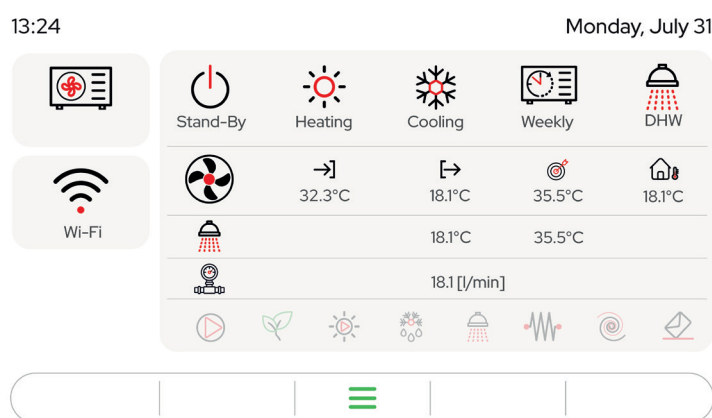 13:24
Monday, July 31
Stand-By
Heating
Cooling
Weekly
DHW
32.3°C
18.1°C
35.5°C
18.1°C
Wi-Fi
18.1°C
35.5°C
18.1 [l/min]